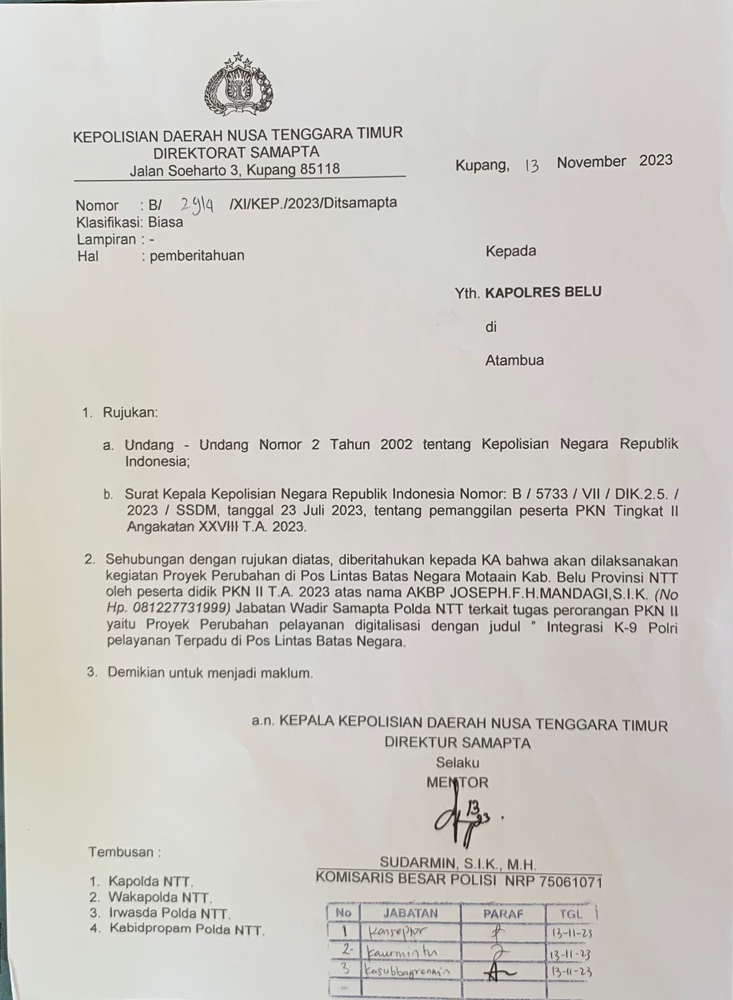 KEPOLISIAN DAERAH NUSA TENGGARA TIMUR
DIREKTORAT SAMAPTA
Jalan Soeharto 3, Kupang 85118
Kupang, 13 November 2023
Nomor : B/ 2914 /XI/KEP./2023/Ditsamapta
Klasifikasi: Biasa
Lampiran : -
Hal : pemberitahuan
Kepada
Yth. KAPOLRES BELU
di
Atambua
1. Rujukan:
a. Undang - Undang Nomor 2 Tahun 2002 tentang Kepolisian Negara Republik
Indonesia;
b. Surat Kepala Kepolisian Negara Republik Indonesia Nomor: B / 5733 / VII / DIK.2.5. /
2023 / SSDM, tanggal 23 Juli 2023, tentang pemanggilan peserta PKN Tingkat II
Angakatan XXVIII T.A. 2023.
2. Sehubungan dengan rujukan diatas, diberitahukan kepada KA bahwa akan dilaksanakan
kegiatan Proyek Perubahan di Pos Lintas Batas Negara Motaain Kab. Belu Provinsi NTT
oleh peserta didik PKN II T.A. 2023 atas nama AKBP JOSEPH.F.H.MANDAGI,S.I.K. (No
Hp. 081227731999) Jabatan Wadir Samapta Polda NTT terkait tugas perorangan PKN II
yaitu Proyek Perubahan pelayanan digitalisasi dengan judul " Integrasi K-9 Polri
pelayanan Terpadu di Pos Lintas Batas Negara.
3. Demikian untuk menjadi maklum.
a.n. KEPALA KEPOLISIAN DAERAH NUSA TENGGARA TIMUR
DIREKTUR SAMAPTA
Selaku
MENTOR
13
23
SUDARMIN, S.I.K., M.H.
KOMISARIS BESAR POLISI NRP 75061071
Tembusan :
1. Kapolda NTT.
2. Wakapolda NTT.
3. Irwasda Polda NTT.
4. Kabidpropam Polda NTT.
No JABATAN PARAF TGL
1 Konseptor 13-11-23
2- Kaurmintu 13-11-23
3 Kasubbagrenmin 13-11-23